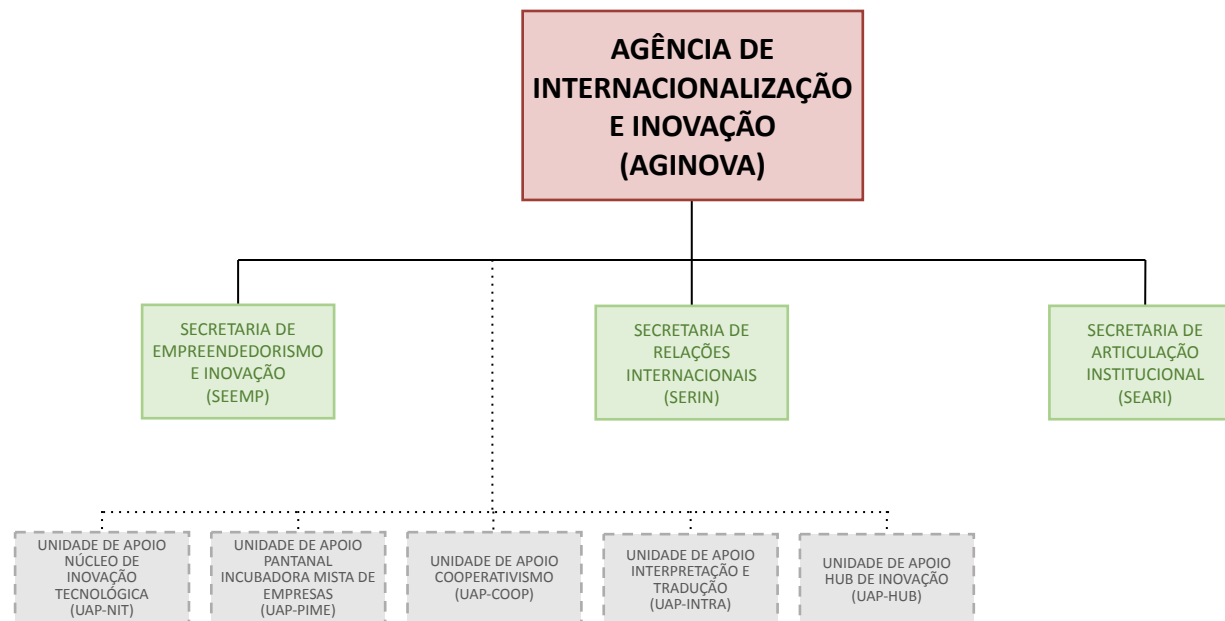 AGÊNCIA DE
INTERNACIONALIZAÇÃO
E INOVAÇÃO
(AGINOVA)
SECRETARIA DE
EMPREENDEDORISMO
E INOVAÇÃO
(SEEMP)
SECRETARIA DE
RELAÇÕES
INTERNACIONAIS
(SERIN)
SECRETARIA DE
ARTICULAÇÃO
INSTITUCIONAL
(SEARI)
UNIDADE DE APOIO
NÚCLEO DE
INOVAÇÃO
TECNOLÓGICA
(UAP-NIT)
UNIDADE DE APOIO
PANTANAL
INCUBADORA MISTA DE
EMPRESAS
(UAP-PIME)
UNIDADE DE APOIO
COOPERATIVISMO
(UAP-COOP)
UNIDADE DE APOIO
INTERPRETAÇÃO E
TRADUÇÃO
(UAP-INTRA)
UNIDADE DE APOIO
HUB DE INOVAÇÃO
(UAP-HUB)